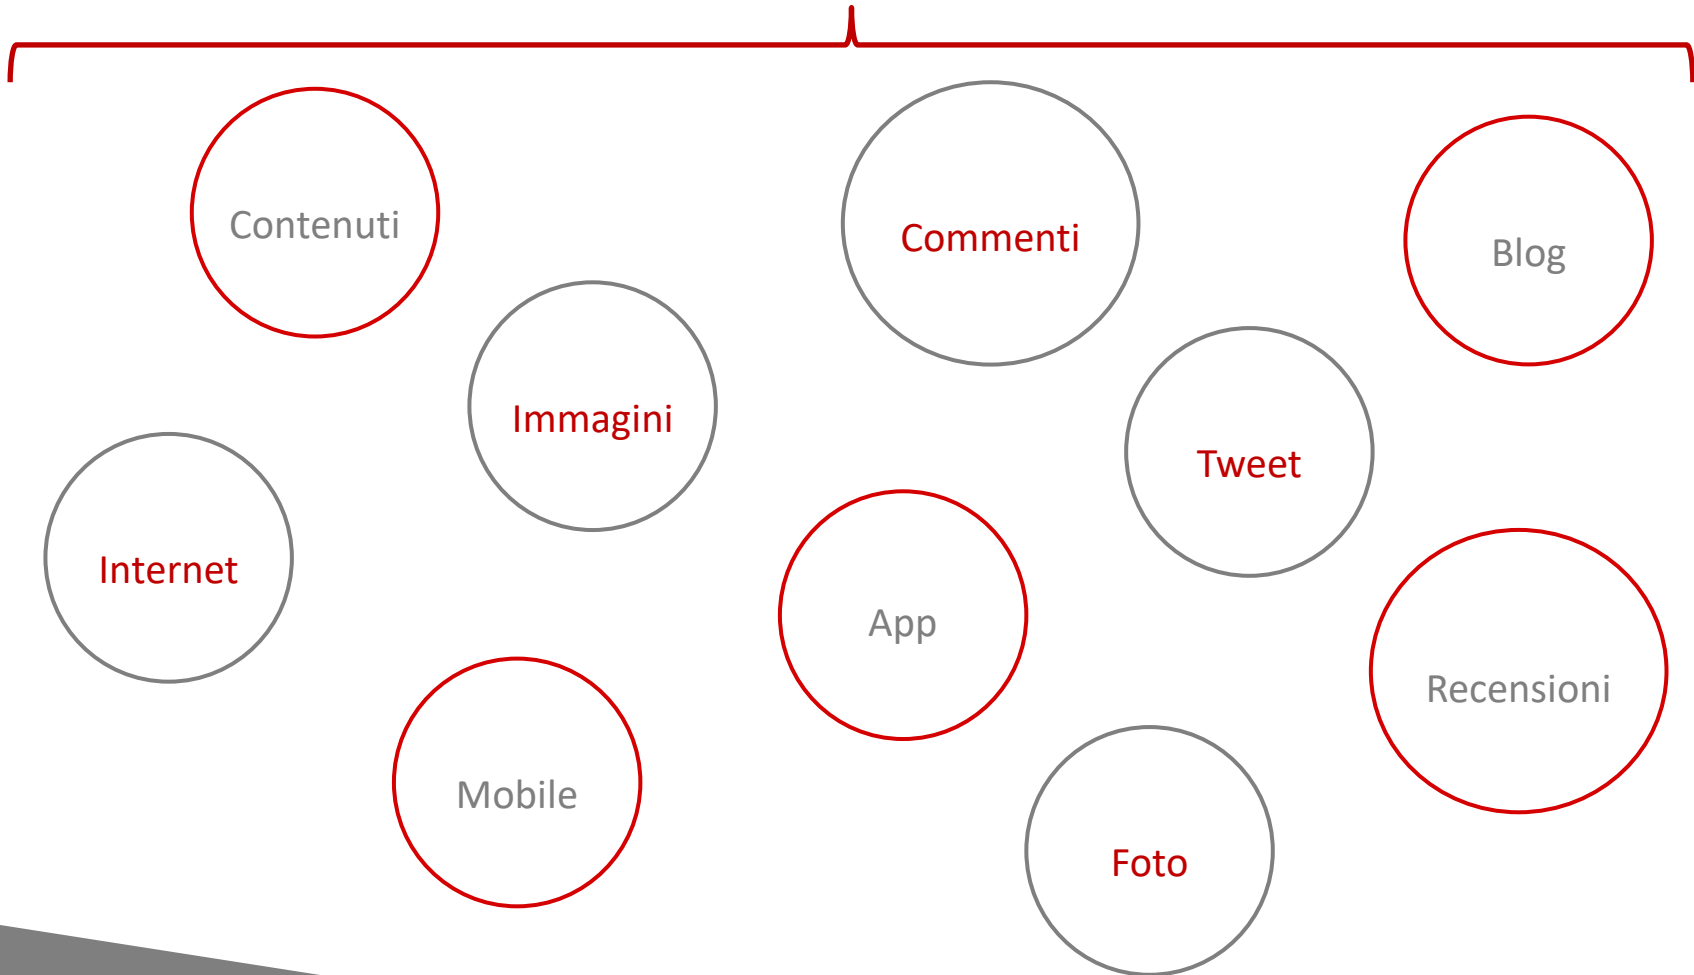 Contenuti
Commenti
Blog
Immagini
Tweet
Internet
App
Recensioni
Mobile
Foto